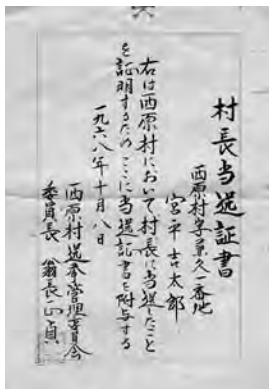 村長当選証書
西原村字兼久一番地
宮平吉太郎
右は西原村において村長に当選したこと
を証明するためここに当選証書を附与する
一九六八年十月八日
西原村選挙管理委員会
委員長 翁長正貞